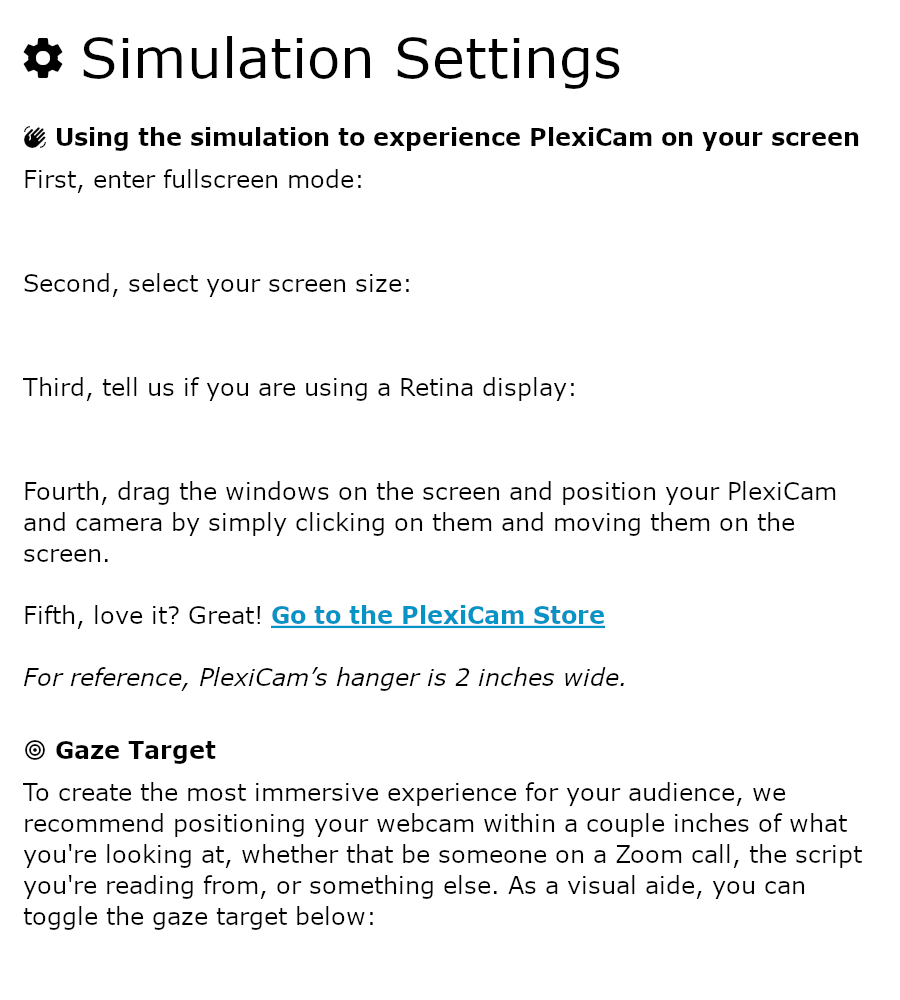 Simulation Settings
Using the simulation to experience PlexiCam on your screen
First, enter fullscreen mode:
Second, select your screen size:
Third, tell us if you are using a Retina display:
Fourth, drag the windows on the screen and position your PlexiCam
and camera by simply clicking on them and moving them on the
screen.
Fifth, love it? Great! Go to the PlexiCam Store
For reference, PlexiCam’s hanger is 2 inches wide.
Gaze Target
To create the most immersive experience for your audience, we
recommend positioning your webcam within a couple inches of what
you're looking at, whether that be someone on a Zoom call, the script
you're reading from, or something else. As a visual aide, you can
toggle the gaze target below: